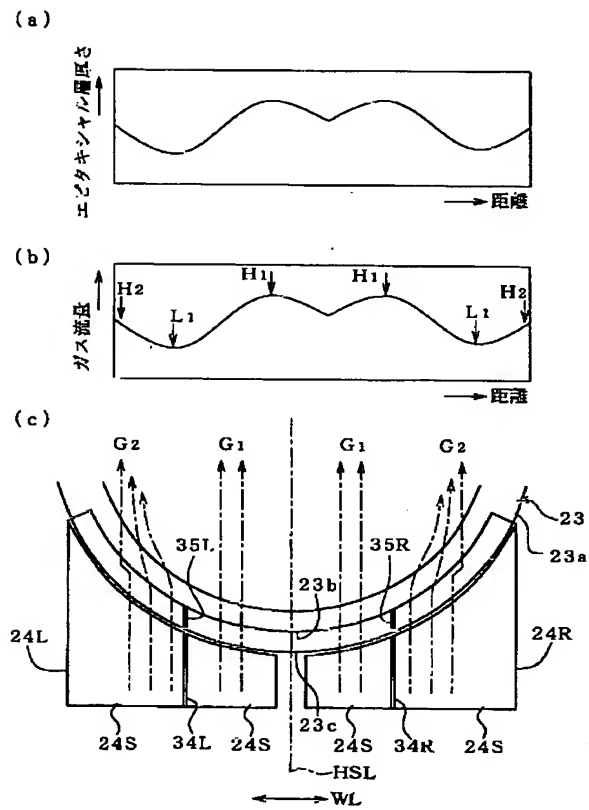 (a)
エピタキシャル層厚さ
距離
(b)
H2
H1
H1
H2
L1
L1
ガス流量
距離
(c)
G2
G1
G1
G2
23
23a
35L
35R
23b
24L
24R
23c
24S
34L
24S
24S
34R
24S
HSL
WL